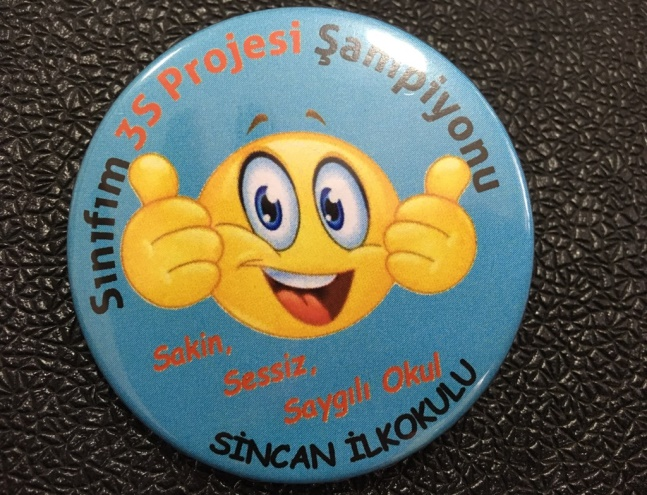 Sınıfım 3S Projesi Şampiyonu
Sakin,
Sessiz,
Saygılı Okul
SİNCAN İLKOKULU